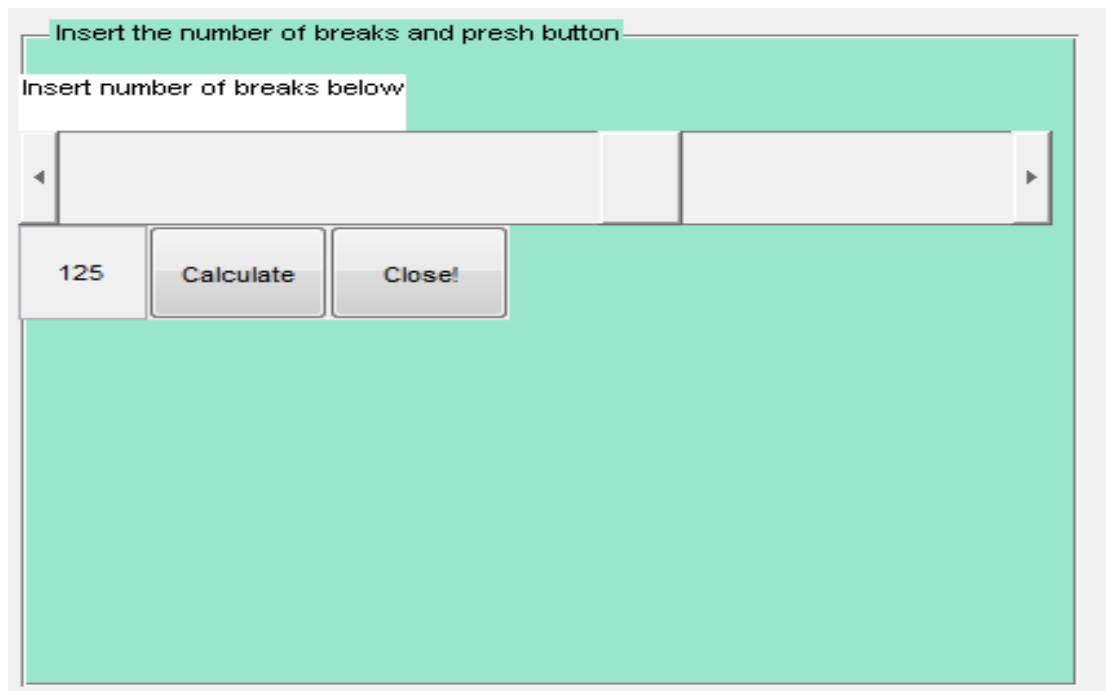 Insert the number of breaks and presh button
Insert number of breaks below
125 Calculate Close!